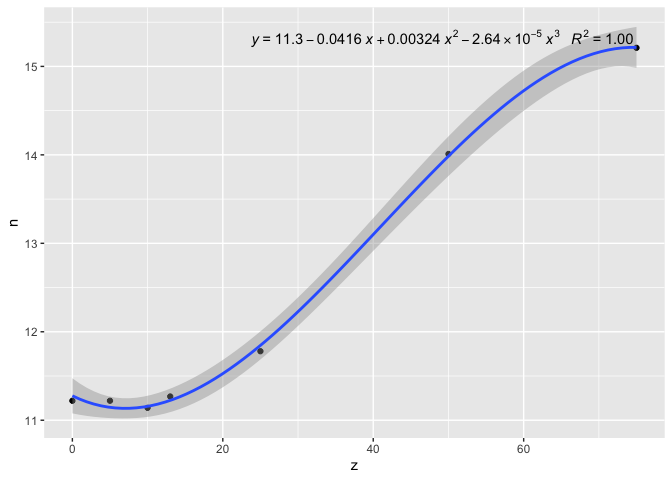 y = 11.3 − 0.0416 x + 0.00324 x² − 2.64 × 10⁻⁵ x³   R² = 1.00
15
14
13
12
11
n
0 20 40 60
z